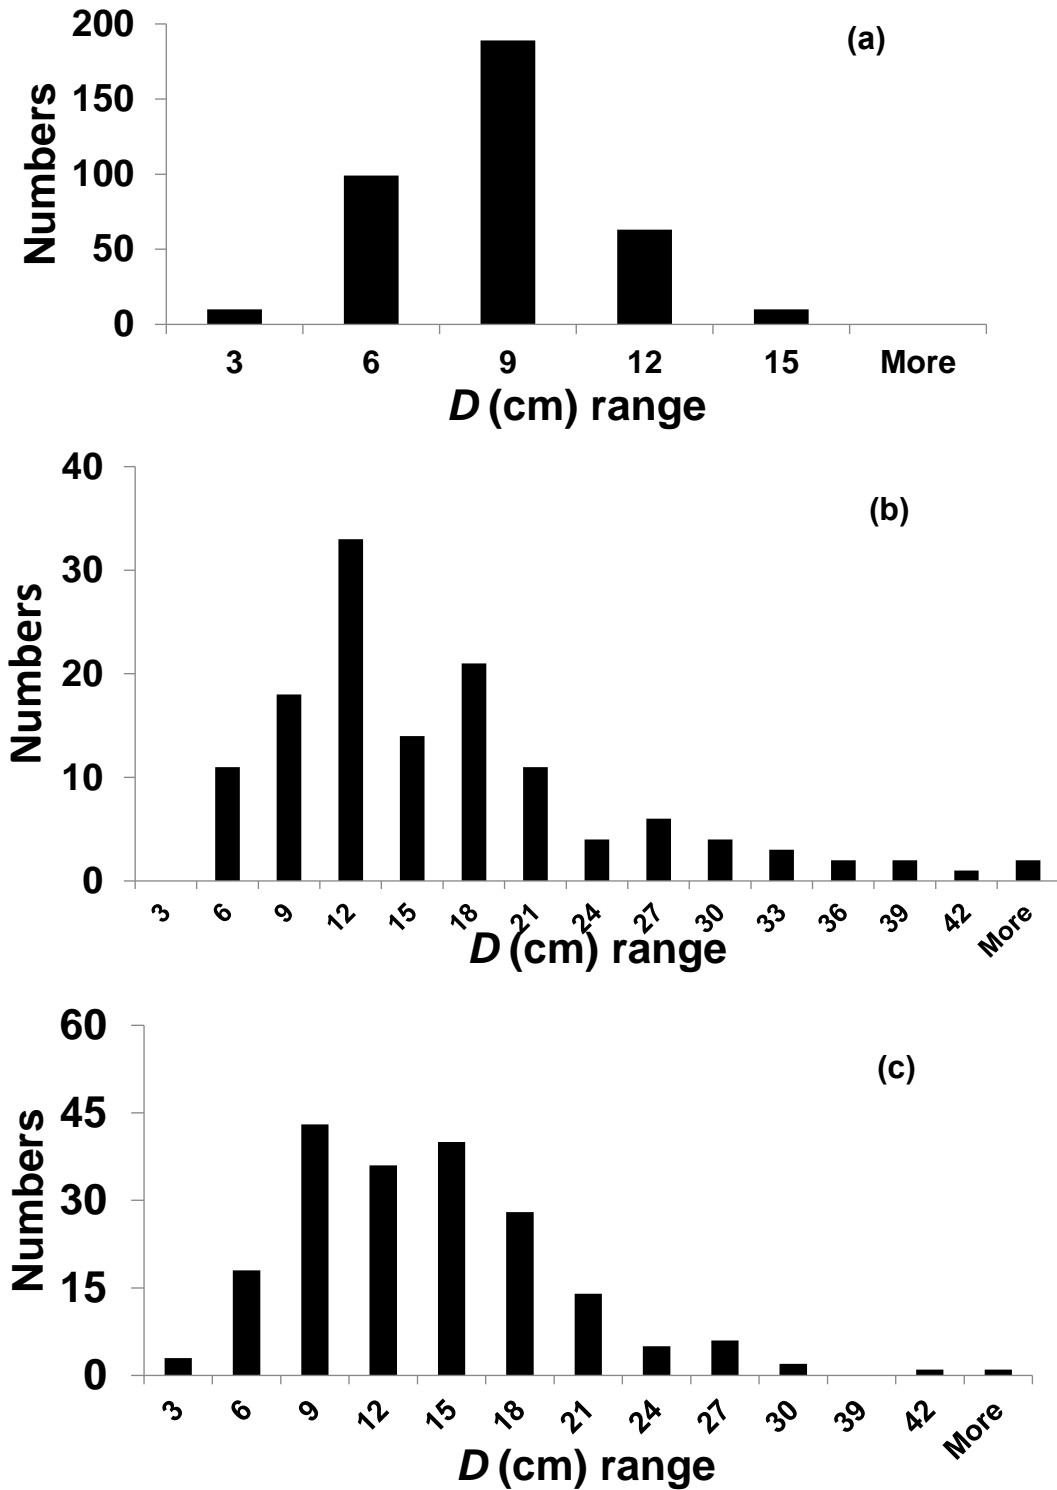 200
(a)
150
100
50
0
Numbers
3 6 9 12 15 More
D (cm) range
40
(b)
30
20
10
0
Numbers
3 6 9 12 15 18 21 24 27 30 33 36 39 42 More
D (cm) range
60
(c)
45
30
15
0
Numbers
3 6 9 12 15 18 21 24 27 30 39 42 More
D (cm) range